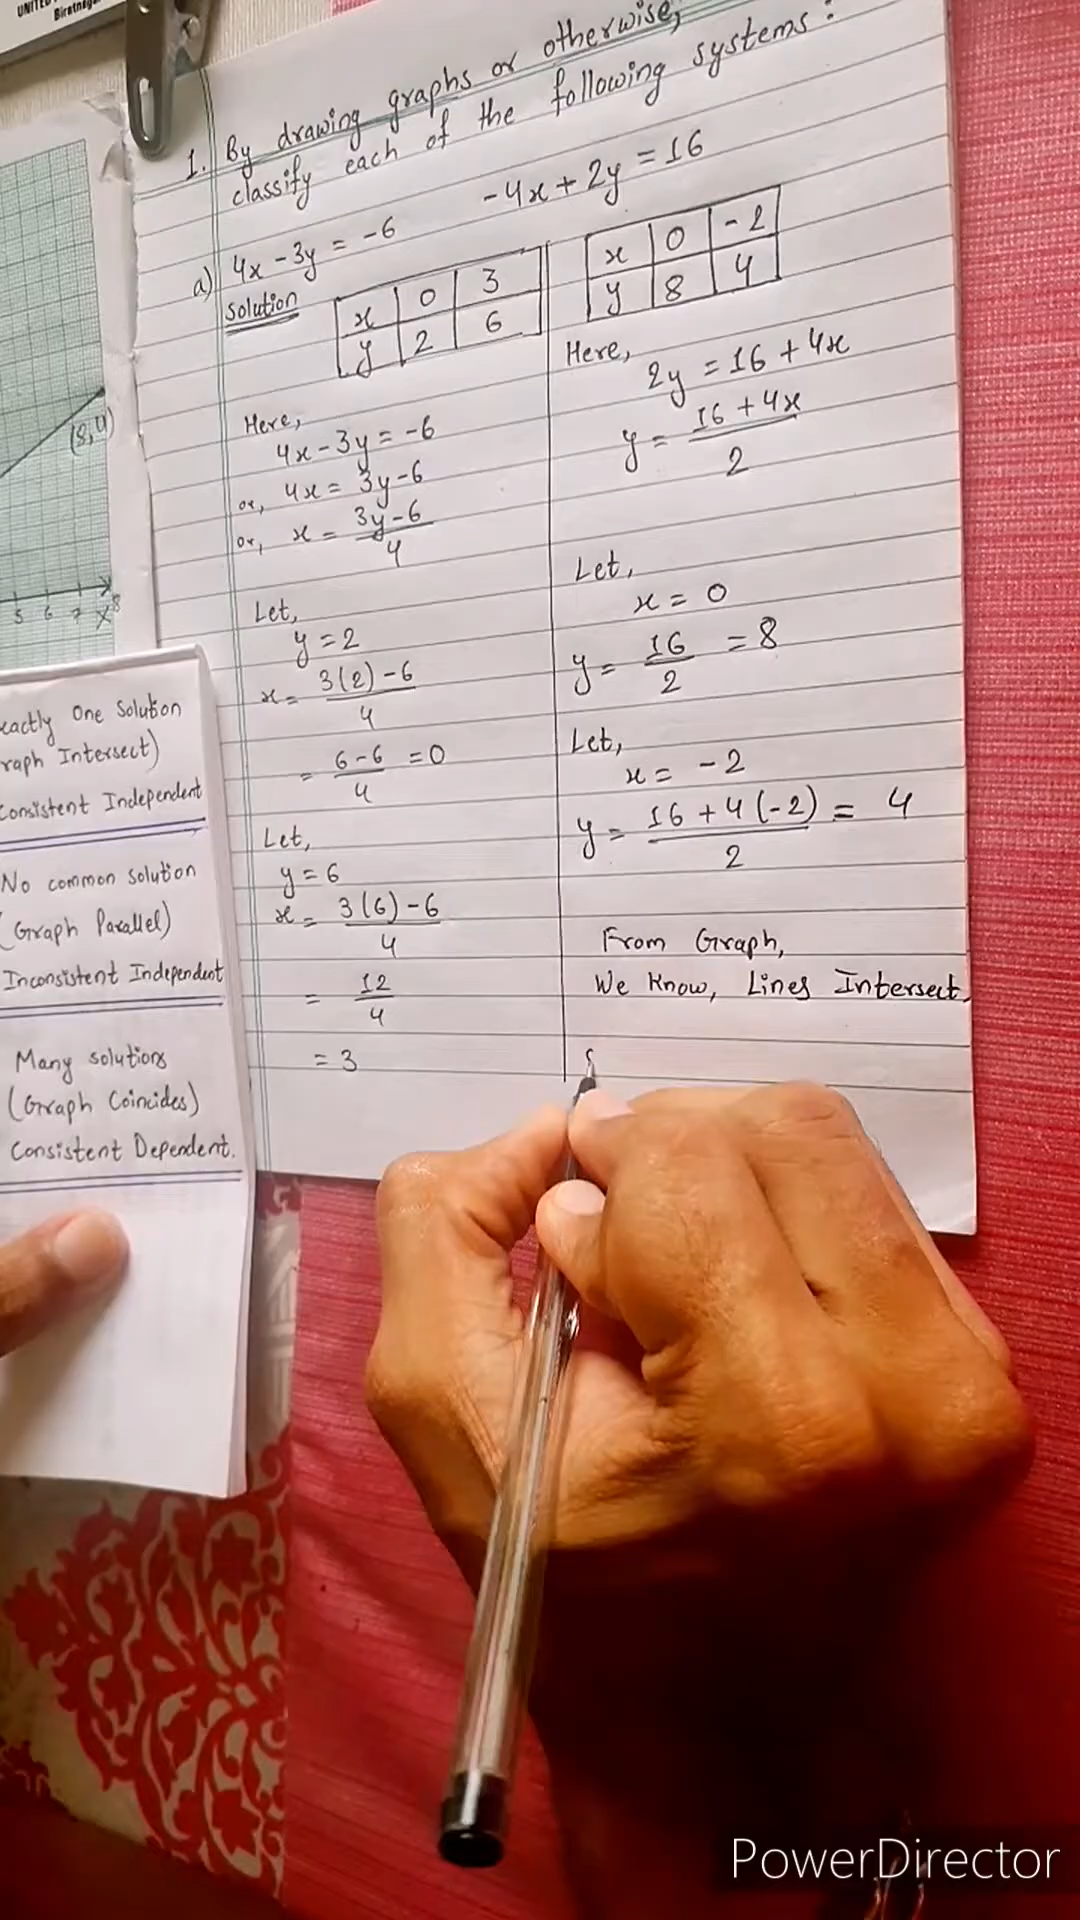 UNITED
Biratnagar
1. By drawing graphs or otherwise,
classify each of the following systems:
a) 4x - 3y = -6
-4x + 2y = 16
Solution
x 0 3
y 2 6
x 0 -2
y 8 4
Here,
4x - 3y = -6
or, 4x = 3y - 6
or, x = 3y - 6
4
Let,
y = 2
x = 3(2) - 6
4
= 6 - 6 = 0
4
Let,
y = 6
x = 3(6) - 6
4
= 12
4
= 3
Here,
2y = 16 + 4x
y = 16 + 4x
2
Let,
x = 0
y = 16 = 8
2
Let,
x = -2
y = 16 + 4(-2) = 4
2
From Graph,
We Know, Lines Intersect,
5 6 7 8
X
One Solution
Intersect)
Consistent Independent
No common solution
(Graph Parallel)
Inconsistent Independent
Many solutions
(Graph Coincides)
Consistent Dependent.
PowerDirector